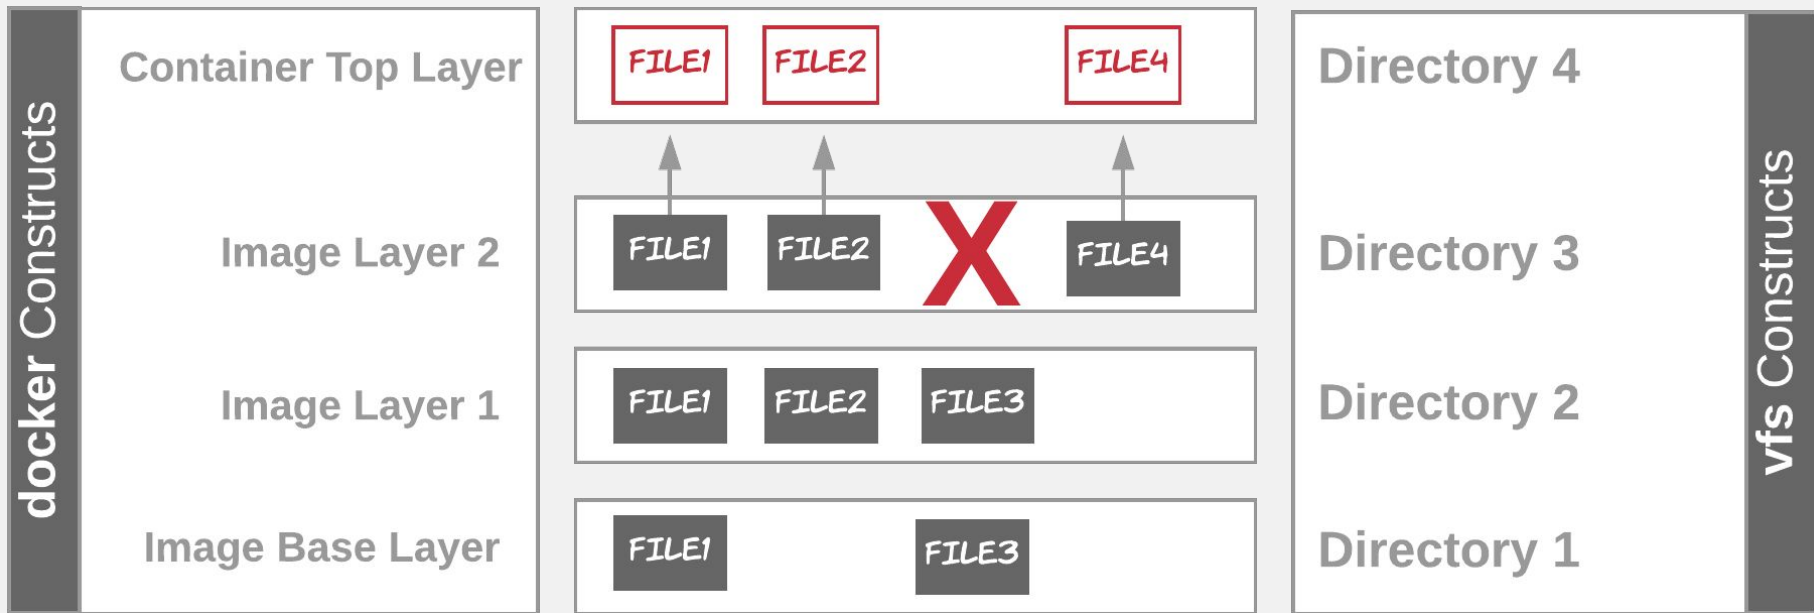 docker Constructs
Container Top Layer
FILE1 FILE2 FILE4
Directory 4
Image Layer 2
FILE1 FILE2 X FILE4
Directory 3
Image Layer 1
FILE1 FILE2 FILE3
Directory 2
Image Base Layer
FILE1 FILE3
Directory 1
vfs Constructs